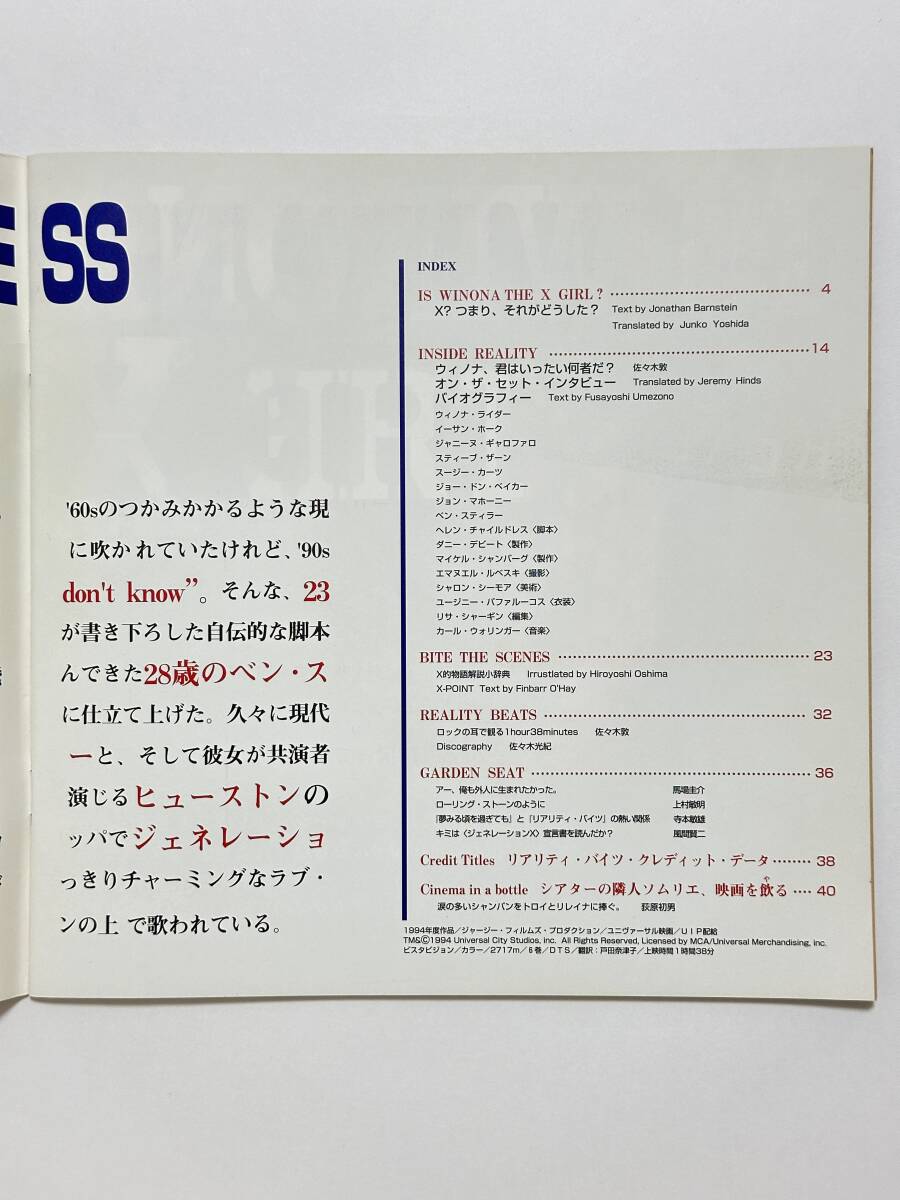 SS
'60sのつかみかかるような現
に吹かれていたけれど、'90s
don't know”。そんな、23
が書き下ろした自伝的な脚本
んできた28歳のベン・ス
に仕立て上げた。久々に現代
ーと、そして彼女が共演者
演じるヒューストンの
ッパでジェネレーショ
っきりチャーミングなラブ・
ンの上で歌われている。
INDEX
IS WINONA THE X GIRL? ‥‥‥‥‥‥‥‥‥‥ 4
X? つまり、それがどうした? Text by Jonathan Barnstein
Translated by Junko Yoshida
INSIDE REALITY ‥‥‥‥‥‥‥‥‥‥ 14
ウィノナ、君はいったい何者だ? 佐々木敦
オン・ザ・セット・インタビュー Translated by Jeremy Hinds
バイオグラフィー Text by Fusayoshi Umezono
ウィノナ・ライダー
イーサン・ホーク
ジャニーヌ・ギャロファロ
スティーブ・ザーン
スージー・カーツ
ジョー・ドン・ベイカー
ジョン・マホーニー
ベン・スティラー
ヘレン・チャイルドレス〈脚本〉
ダニー・デビート〈製作〉
マイケル・シャンバーグ〈製作〉
エマヌエル・ルベスキ〈撮影〉
シャロン・シーモア〈美術〉
ユージニー・バファルーコス〈衣装〉
リサ・シャーギン〈編集〉
カール・ウォリンガー〈音楽〉
BITE THE SCENES ‥‥‥‥‥‥‥‥‥‥ 23
X的物語解説小辞典 Irrustlated by Hiroyoshi Oshima
X-POINT Text by Finbarr O'Hay
REALITY BEATS ‥‥‥‥‥‥‥‥‥‥ 32
ロックの耳で観る1hour38minutes 佐々木敦
Discography 佐々木光紀
GARDEN SEAT ‥‥‥‥‥‥‥‥‥‥ 36
アー、俺も外人に生まれたかった。 馬場圭介
ローリング・ストーンのように 上村敏明
「夢みる頃を過ぎても」と「リアリティ・バイツ」の熱い関係 寺本敏雄
キミは〈ジェネレーションX〉宣言書を読んだか? 風間賢二
Credit Titles リアリティ・バイツ・クレディット・データ ‥‥‥ 38
Cinema in a bottle シアターの隣人ソムリエ、映画を飲(や)る ‥‥ 40
涙の多いシャンパンをトロイとリレイナに捧ぐ。 荻原初男
1994年度作品/ジャージー・フィルムズ・プロダクション/ユニヴァーサル映画/UIP配給
TM&©1994 Universal City Studios, inc. All Rights Reserved, Licensed by MCA/Universal Merchandising, inc.
ビスタビジョン/カラー/2717m/6巻/DTS/翻訳:戸田奈津子/上映時間1時間38分